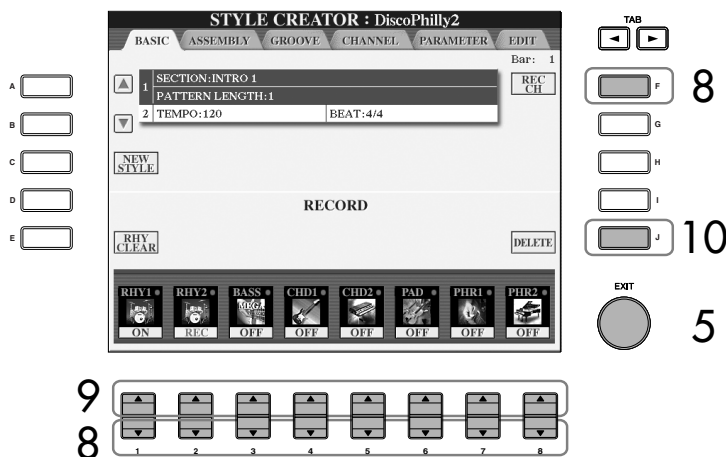 STYLE CREATOR : DiscoPhilly2
TAB
BASIC ASSEMBLY GROOVE CHANNEL PARAMETER EDIT
Bar: 1
1 SECTION:INTRO 1
PATTERN LENGTH:1
2 TEMPO:120 BEAT:4/4
REC
CH
NEW
STYLE
RECORD
RHY
CLEAR
DELETE
RHY1 RHY2 BASS CHD1 CHD2 PAD PHR1 PHR2
MEGA
ON REC OFF OFF OFF OFF OFF OFF
A
B
C
D
E
F 8
G
H
I
J 10
EXIT
5
9
8
1 2 3 4 5 6 7 8